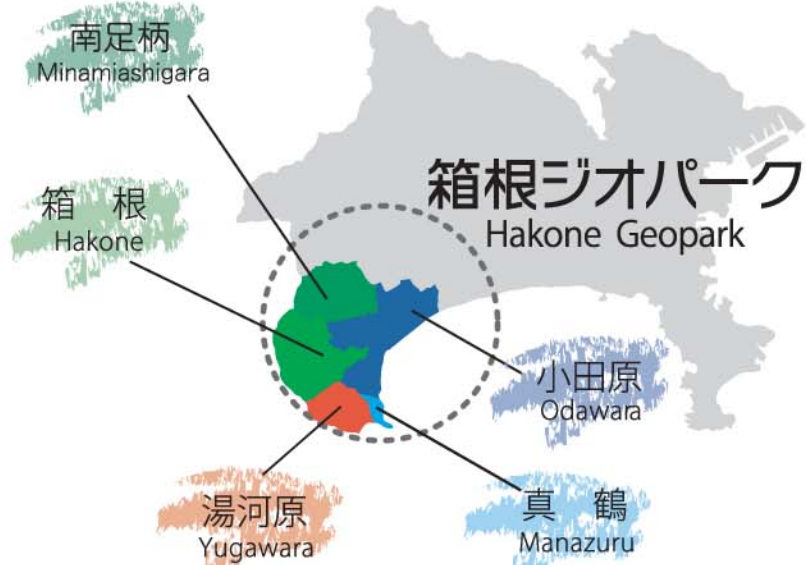 南足柄
Minamiashigara
箱根ジオパーク
Hakone Geopark
箱 根
Hakone
小田原
Odawara
湯河原
Yugawara
真 鶴
Manazuru